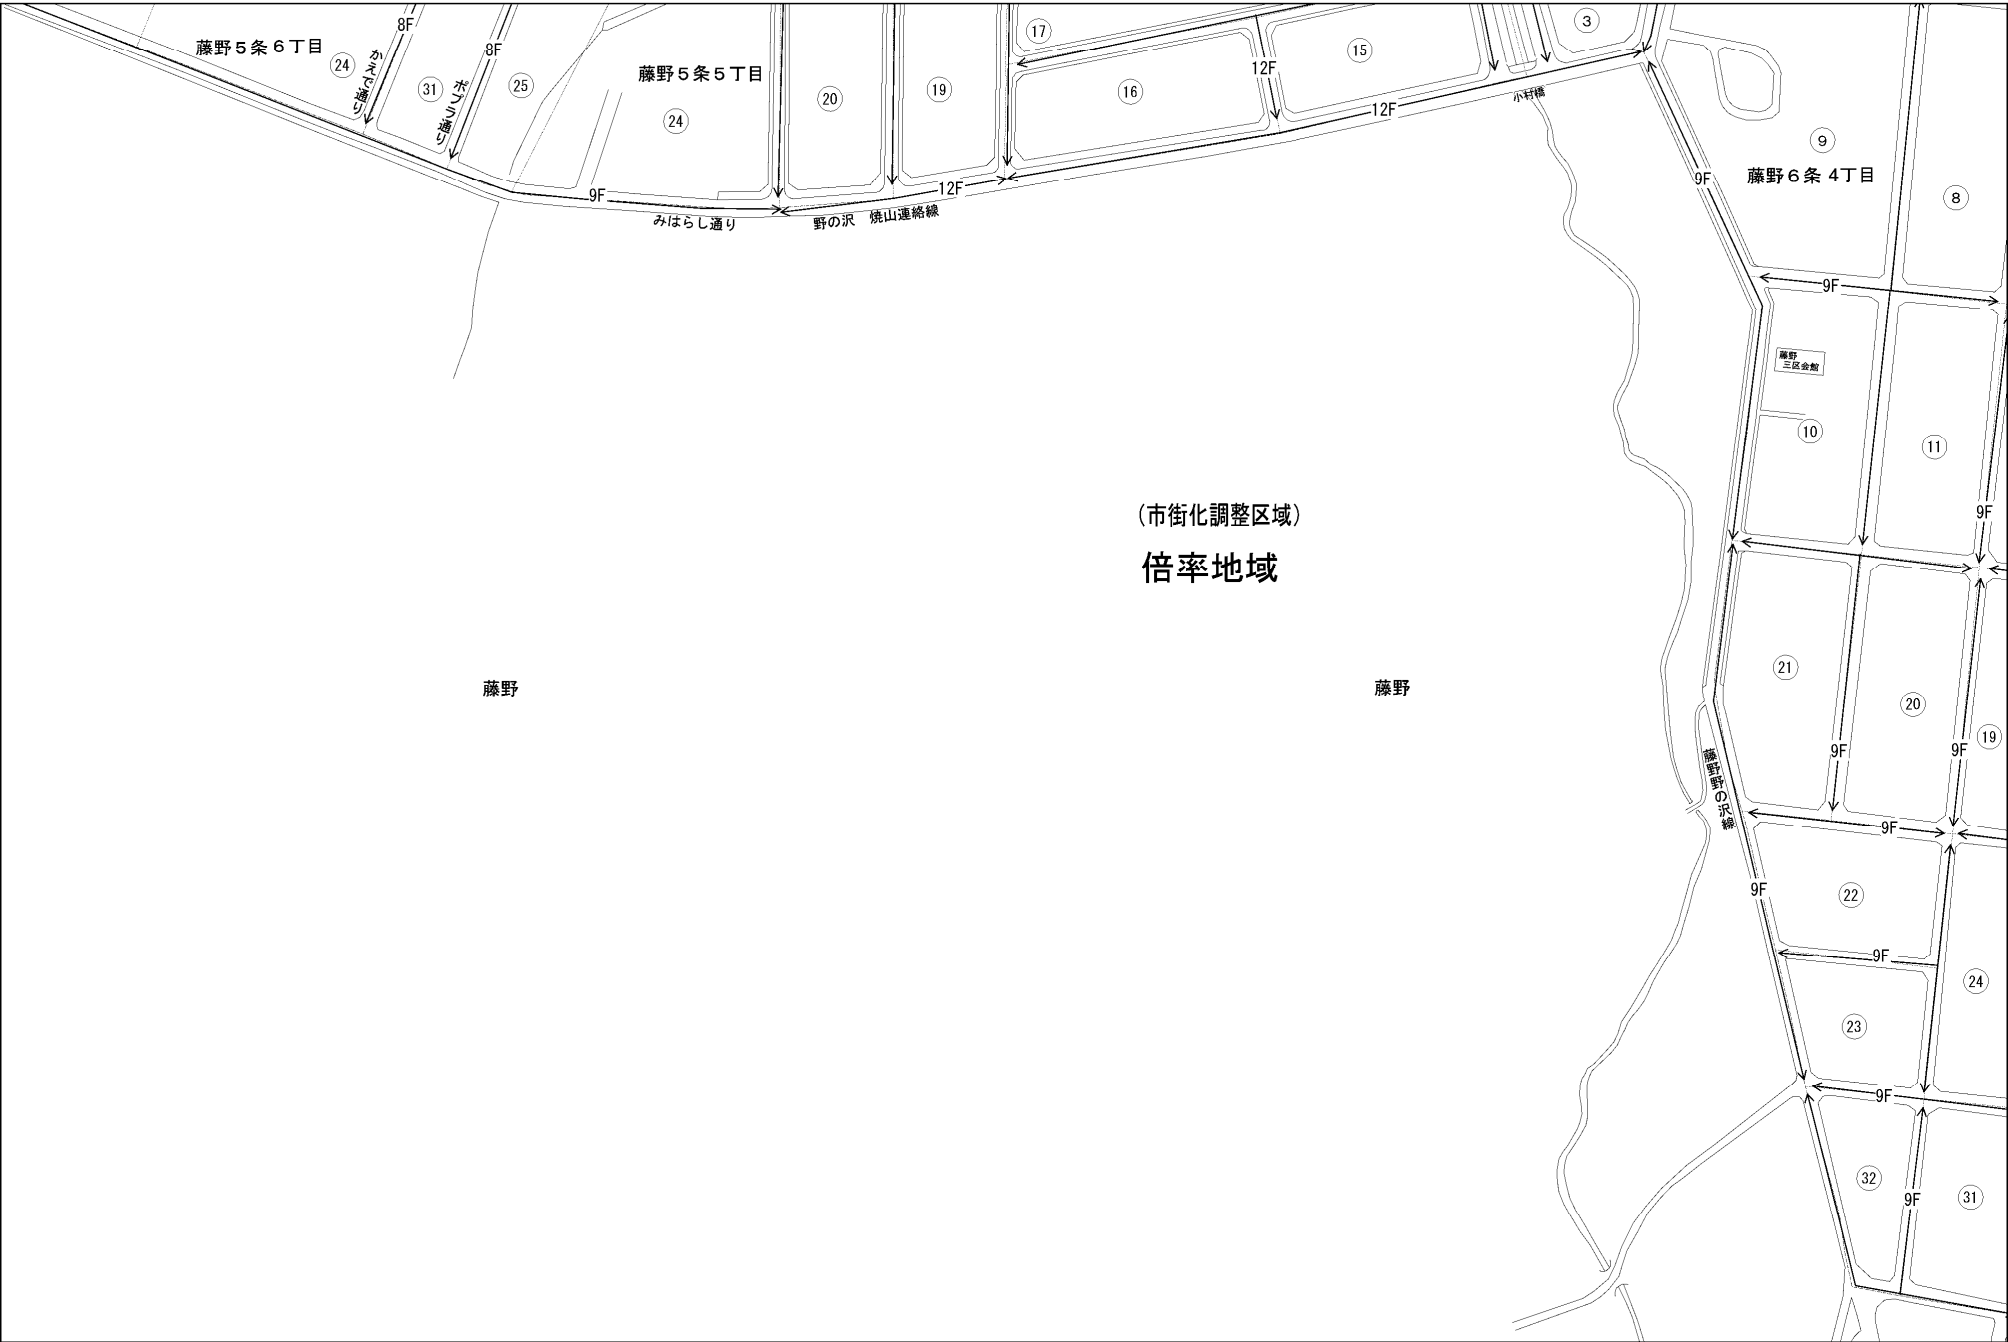 8F
8F
藤野５条６丁目
24
かえで通り
31
ポプラ通り
25
藤野５条５丁目
24
20
19
17
16
12F
15
12F
3
小村橋
9
藤野６条４丁目
8
9F
9F
みはらし通り
12F
野の沢　焼山連絡線
9F
藤野
三区会館
10
11
9F
（市街化調整区域）
倍率地域
藤野
藤野
21
20
19
9F
9F
藤野野の沢線
9F
9F
22
9F
24
23
9F
32
9F
31